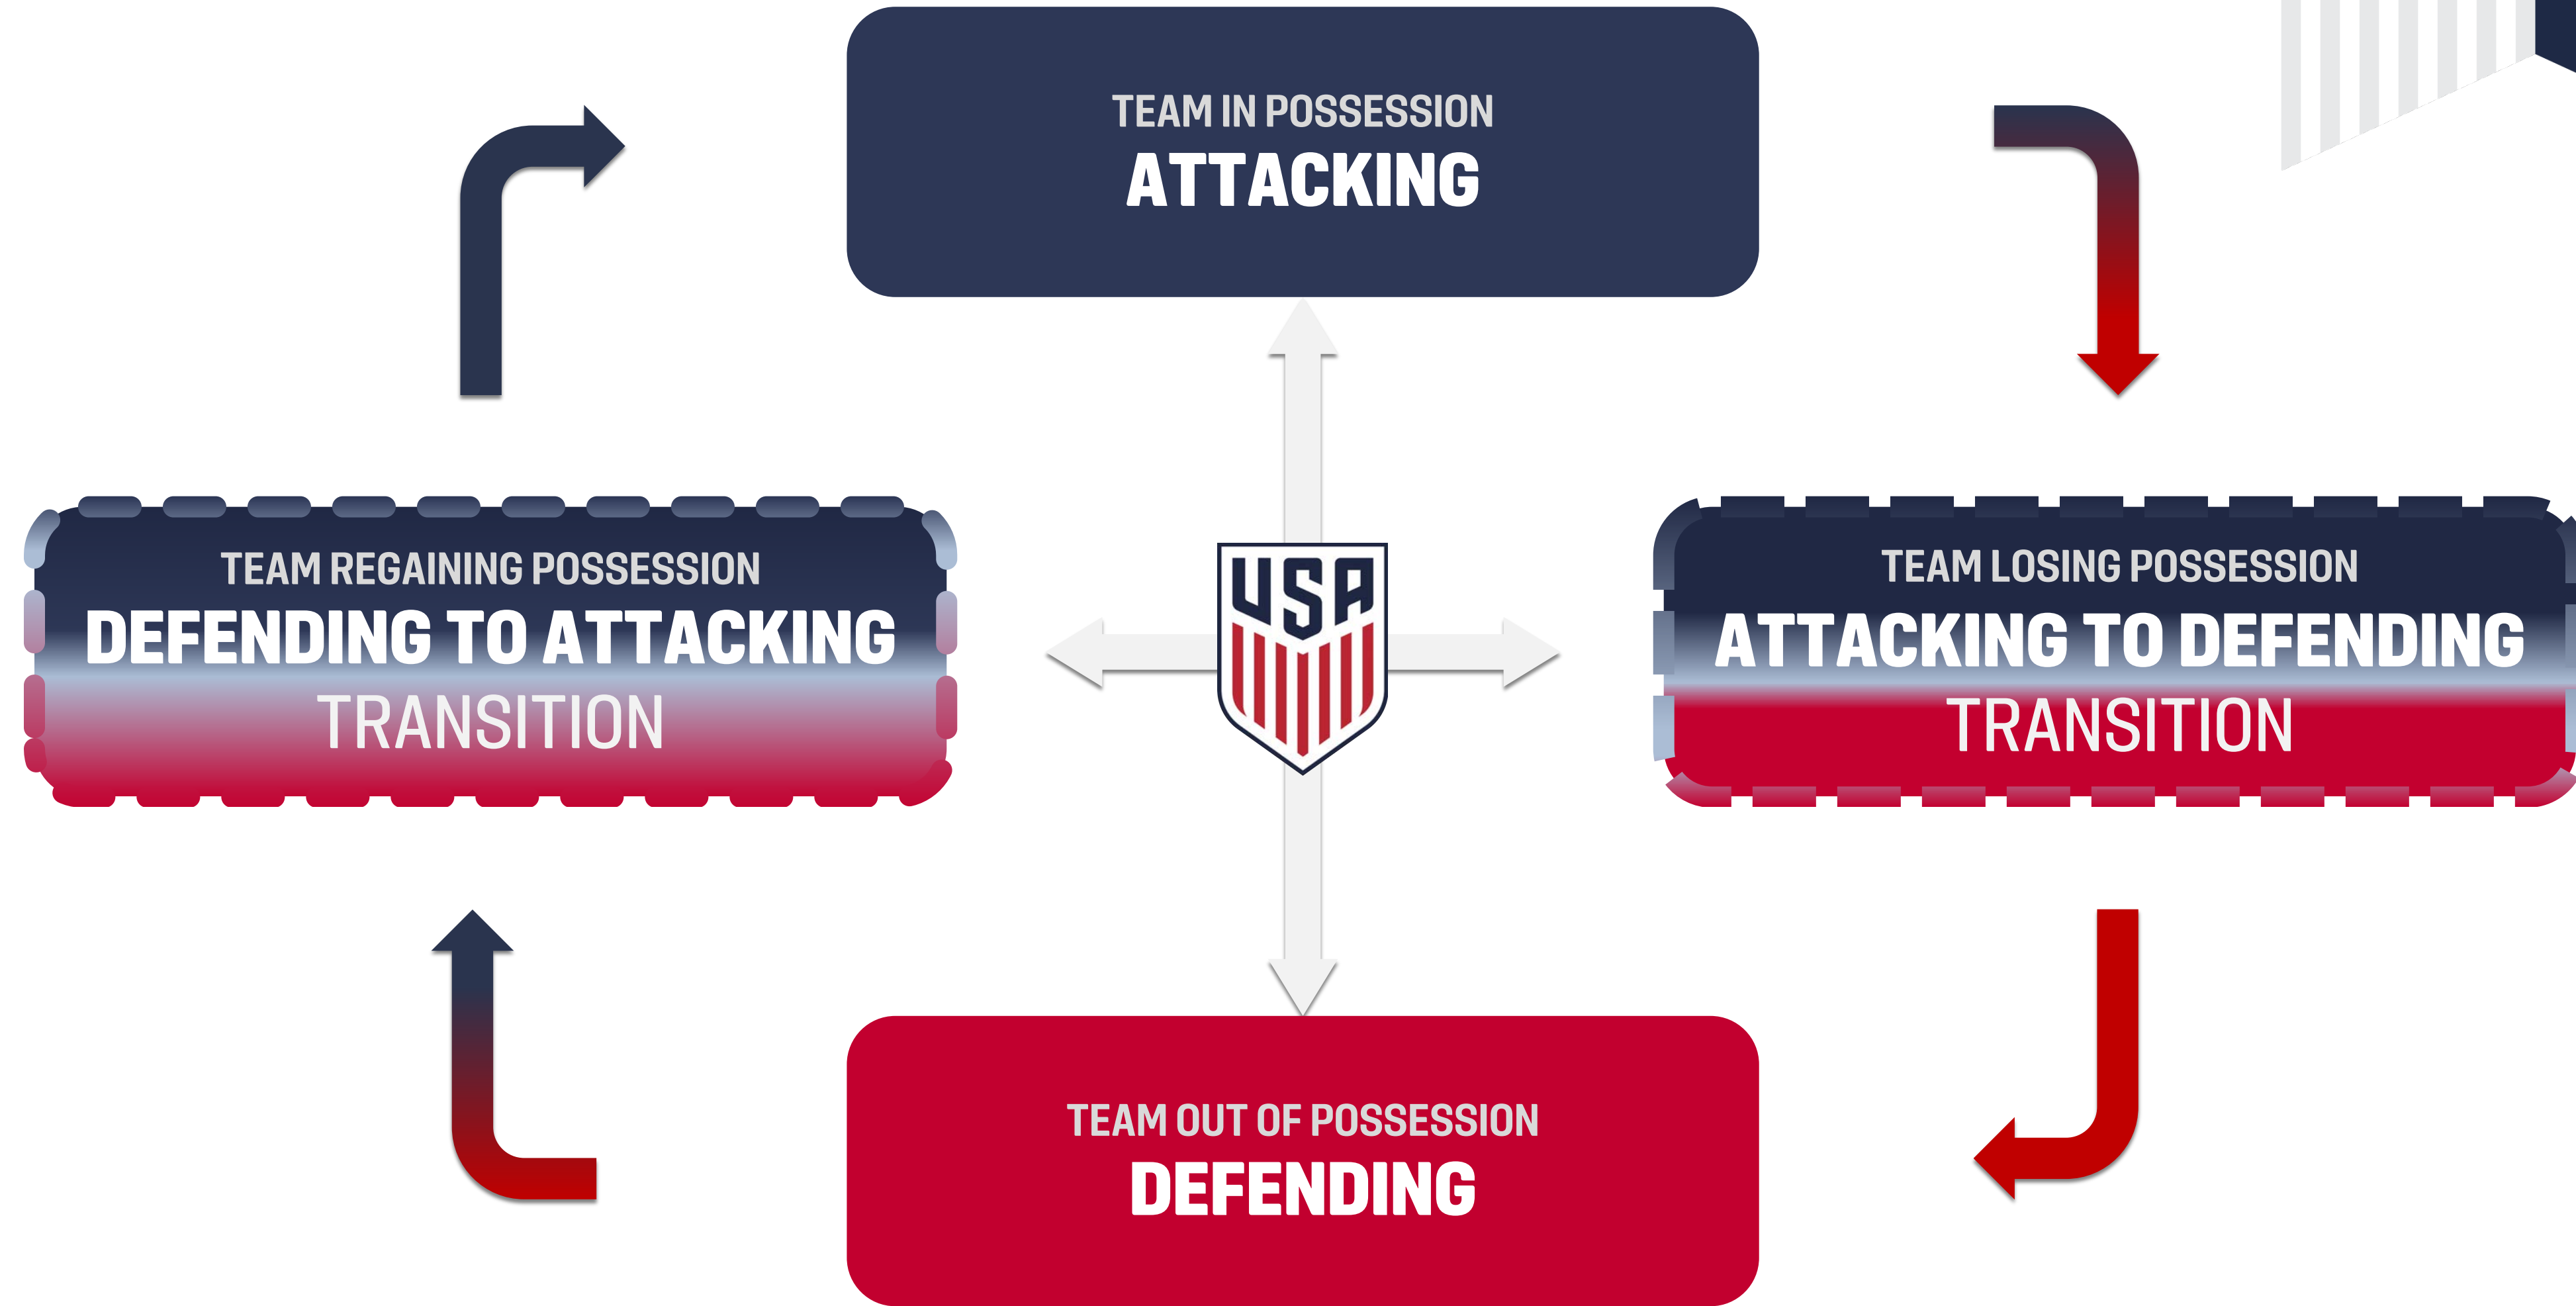 TEAM IN POSSESSION
ATTACKING
TEAM REGAINING POSSESSION
DEFENDING TO ATTACKING
TRANSITION
USA
TEAM LOSING POSSESSION
ATTACKING TO DEFENDING
TRANSITION
TEAM OUT OF POSSESSION
DEFENDING